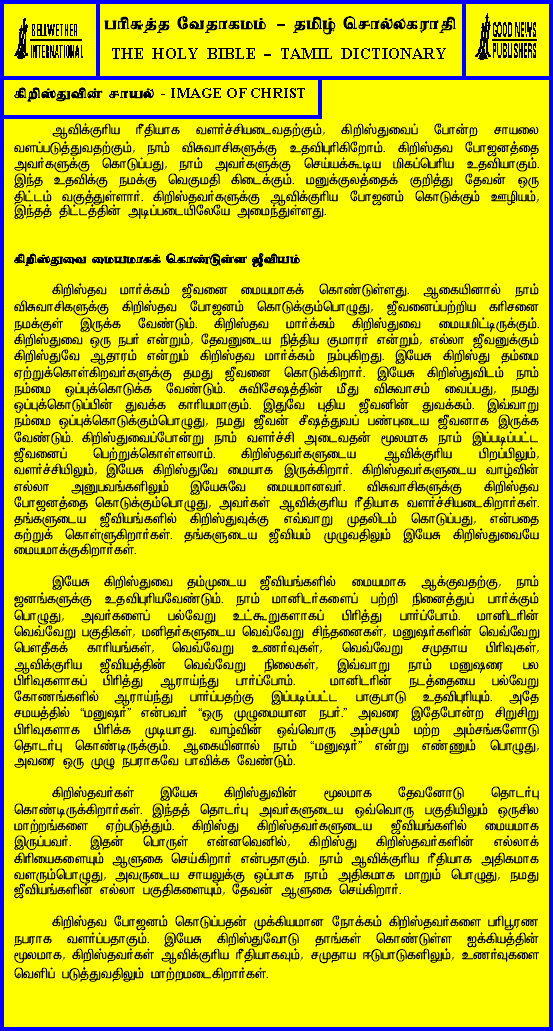 BELLWETHER
INTERNATIONAL
பரிசுத்த வேதாகமம் – தமிழ் சொல்லகராதி
THE HOLY BIBLE – TAMIL DICTIONARY
GOOD NEWS
PUBLISHERS
கிறிஸ்துவின் சாயல் - IMAGE OF CHRIST
ஆவிக்குரிய ரீதியாக வளர்ச்சியடைவதற்கும், கிறிஸ்துவைப் போன்ற சாயலை
வளப்படுத்துவதற்கும், நாம் விசுவாசிகளுக்கு உதவிபுரிகிறோம். கிறிஸ்தவ போஜனத்தை
அவர்களுக்கு கொடுப்பது, நாம் அவர்களுக்கு செய்யக்கூடிய மிகப்பெரிய உதவியாகும்.
இந்த உதவிக்கு நமக்கு வெகுமதி கிடைக்கும். மனுக்குலத்தைக் குறித்து தேவன் ஒரு
திட்டம் வகுத்துள்ளார். கிறிஸ்தவர்களுக்கு ஆவிக்குரிய போஜனம் கொடுக்கும் ஊழியம்,
இந்தத் திட்டத்தின் அடிப்படையிலேயே அமைந்துள்ளது.
கிறிஸ்துவை மையமாகக் கொண்டுள்ள ஜீவியம்
கிறிஸ்தவ மார்க்கம் ஜீவனை மையமாகக் கொண்டுள்ளது. ஆகையினால் நாம்
விசுவாசிகளுக்கு கிறிஸ்தவ போஜனம் கொடுக்கும்பொழுது, ஜீவனைப்பற்றிய கரிசனை
நமக்குள் இருக்க வேண்டும். கிறிஸ்தவ மார்க்கம் கிறிஸ்துவை மையமிட்டிருக்கும்.
கிறிஸ்துவை ஒரு நபர் என்றும், தேவனுடைய நித்திய குமாரர் என்றும், எல்லா ஜீவனுக்கும்
கிறிஸ்துவே ஆதாரம் என்றும் கிறிஸ்தவ மார்க்கம் நம்புகிறது. இயேசு கிறிஸ்து தம்மை
ஏற்றுக்கொள்கிறவர்களுக்கு தமது ஜீவனை கொடுக்கிறார். இயேசு கிறிஸ்துவிடம் நாம்
நம்மை ஒப்புக்கொடுக்க வேண்டும். சுவிசேஷத்தின் மீது விசுவாசம் வைப்பது, நமது
ஒப்புக்கொடுப்பின் துவக்க காரியமாகும். இதுவே புதிய ஜீவனின் துவக்கம். இவ்வாறு
நம்மை ஒப்புக்கொடுக்கும்பொழுது, நமது ஜீவன் சீஷத்துவப் பண்புடைய ஜீவனாக இருக்க
வேண்டும். கிறிஸ்துவைப்போன்று நாம் வளர்ச்சி அடைவதன் மூலமாக நாம் இப்படிப்பட்ட
ஜீவனைப் பெற்றுக்கொள்ளலாம். கிறிஸ்தவர்களுடைய ஆவிக்குரிய பிறப்பிலும்,
வளர்ச்சியிலும், இயேசு கிறிஸ்துவே மையாக இருக்கிறார். கிறிஸ்தவர்களுடைய வாழ்வின்
எல்லா அனுபவங்களிலும் இயேசுவே மையமானவர். விசுவாசிகளுக்கு கிறிஸ்தவ
போஜனத்தை கொடுக்கும்பொழுது, அவர்கள் ஆவிக்குரிய ரீதியாக வளர்ச்சியடைகிறார்கள்.
தங்களுடைய ஜீவியங்களில் கிறிஸ்துவுக்கு எவ்வாறு முதலிடம் கொடுப்பது, என்பதை
கற்றுக் கொள்ளுகிறார்கள். தங்களுடைய ஜீவியம் முழுவதிலும் இயேசு கிறிஸ்துவையே
மையமாக்குகிறார்கள்.
இயேசு கிறிஸ்துவை தம்முடைய ஜீவியங்களில் மையமாக ஆக்குவதற்கு, நாம்
ஜனங்களுக்கு உதவிபுரியவேண்டும். நாம் மானிடர்களைப் பற்றி நினைத்துப் பார்க்கும்
பொழுது, அவர்களைப் பல்வேறு உட்கூறுகளாகப் பிரித்து பார்ப்போம். மானிடரின்
வெவ்வேறு பகுதிகள், மனிதர்களுடைய வெவ்வேறு சிந்தனைகள், மனுஷர்களின் வெவ்வேறு
பௌதீகக் காரியங்கள், வெவ்வேறு உணர்வுகள், வெவ்வேறு சமுதாய பிரிவுகள்,
ஆவிக்குரிய ஜீவியத்தின் வெவ்வேறு நிலைகள், இவ்வாறு நாம் மனுஷரை பல
பிரிவுகளாகப் பிரித்து ஆராய்ந்து பார்ப்போம். மானிடரின் நடத்தையை பல்வேறு
கோணங்களில் ஆராய்ந்து பார்ப்பதற்கு இப்படிப்பட்ட பாகுபாடு உதவிபுரியும். அதே
சமயத்தில் “மனுஷர்” என்பவர் “ஒரு முழுமையான நபர்.” அவரை இதேபோன்ற சிறுசிறு
பிரிவுகளாக பிரிக்க முடியாது. வாழ்வின் ஒவ்வொரு அம்சமும் மற்ற அம்சங்களோடு
தொடர்பு கொண்டிருக்கும். ஆகையினால் நாம் “மனுஷர்” என்று எண்ணும் பொழுது,
அவரை ஒரு முழு நபராகவே பாவிக்க வேண்டும்.
கிறிஸ்தவர்கள் இயேசு கிறிஸ்துவின் மூலமாக தேவனோடு தொடர்பு
கொண்டிருக்கிறார்கள். இந்தத் தொடர்பு அவர்களுடைய ஒவ்வொரு பகுதியிலும் ஒருசில
மாற்றங்களை ஏற்படுத்தும். கிறிஸ்து கிறிஸ்தவர்களுடைய ஜீவியங்களில் மையமாக
இருப்பவர். இதன் பொருள் என்னவெனில், கிறிஸ்து கிறிஸ்தவர்களின் எல்லாக்
கிரியைகளையும் ஆளுகை செய்கிறார் என்பதாகும். நாம் ஆவிக்குரிய ரீதியாக அதிகமாக
வளரும்பொழுது, அவருடைய சாயலுக்கு ஒப்பாக நாம் அதிகமாக மாறும் பொழுது, நமது
ஜீவியங்களின் எல்லா பகுதிகளையும், தேவன் ஆளுகை செய்கிறார்.
கிறிஸ்தவ போஜனம் கொடுப்பதன் முக்கியமான நோக்கம் கிறிஸ்தவர்களை பரிபூரண
நபராக வளர்ப்பதாகும். இயேசு கிறிஸ்துவோடு தாங்கள் கொண்டுள்ள ஐக்கியத்தின்
மூலமாக, கிறிஸ்தவர்கள் ஆவிக்குரிய ரீதியாகவும், சமுதாய ஈடுபாடுகளிலும், உணர்வுகளை
வெளிப் படுத்துவதிலும் மாற்றமடைகிறார்கள்.